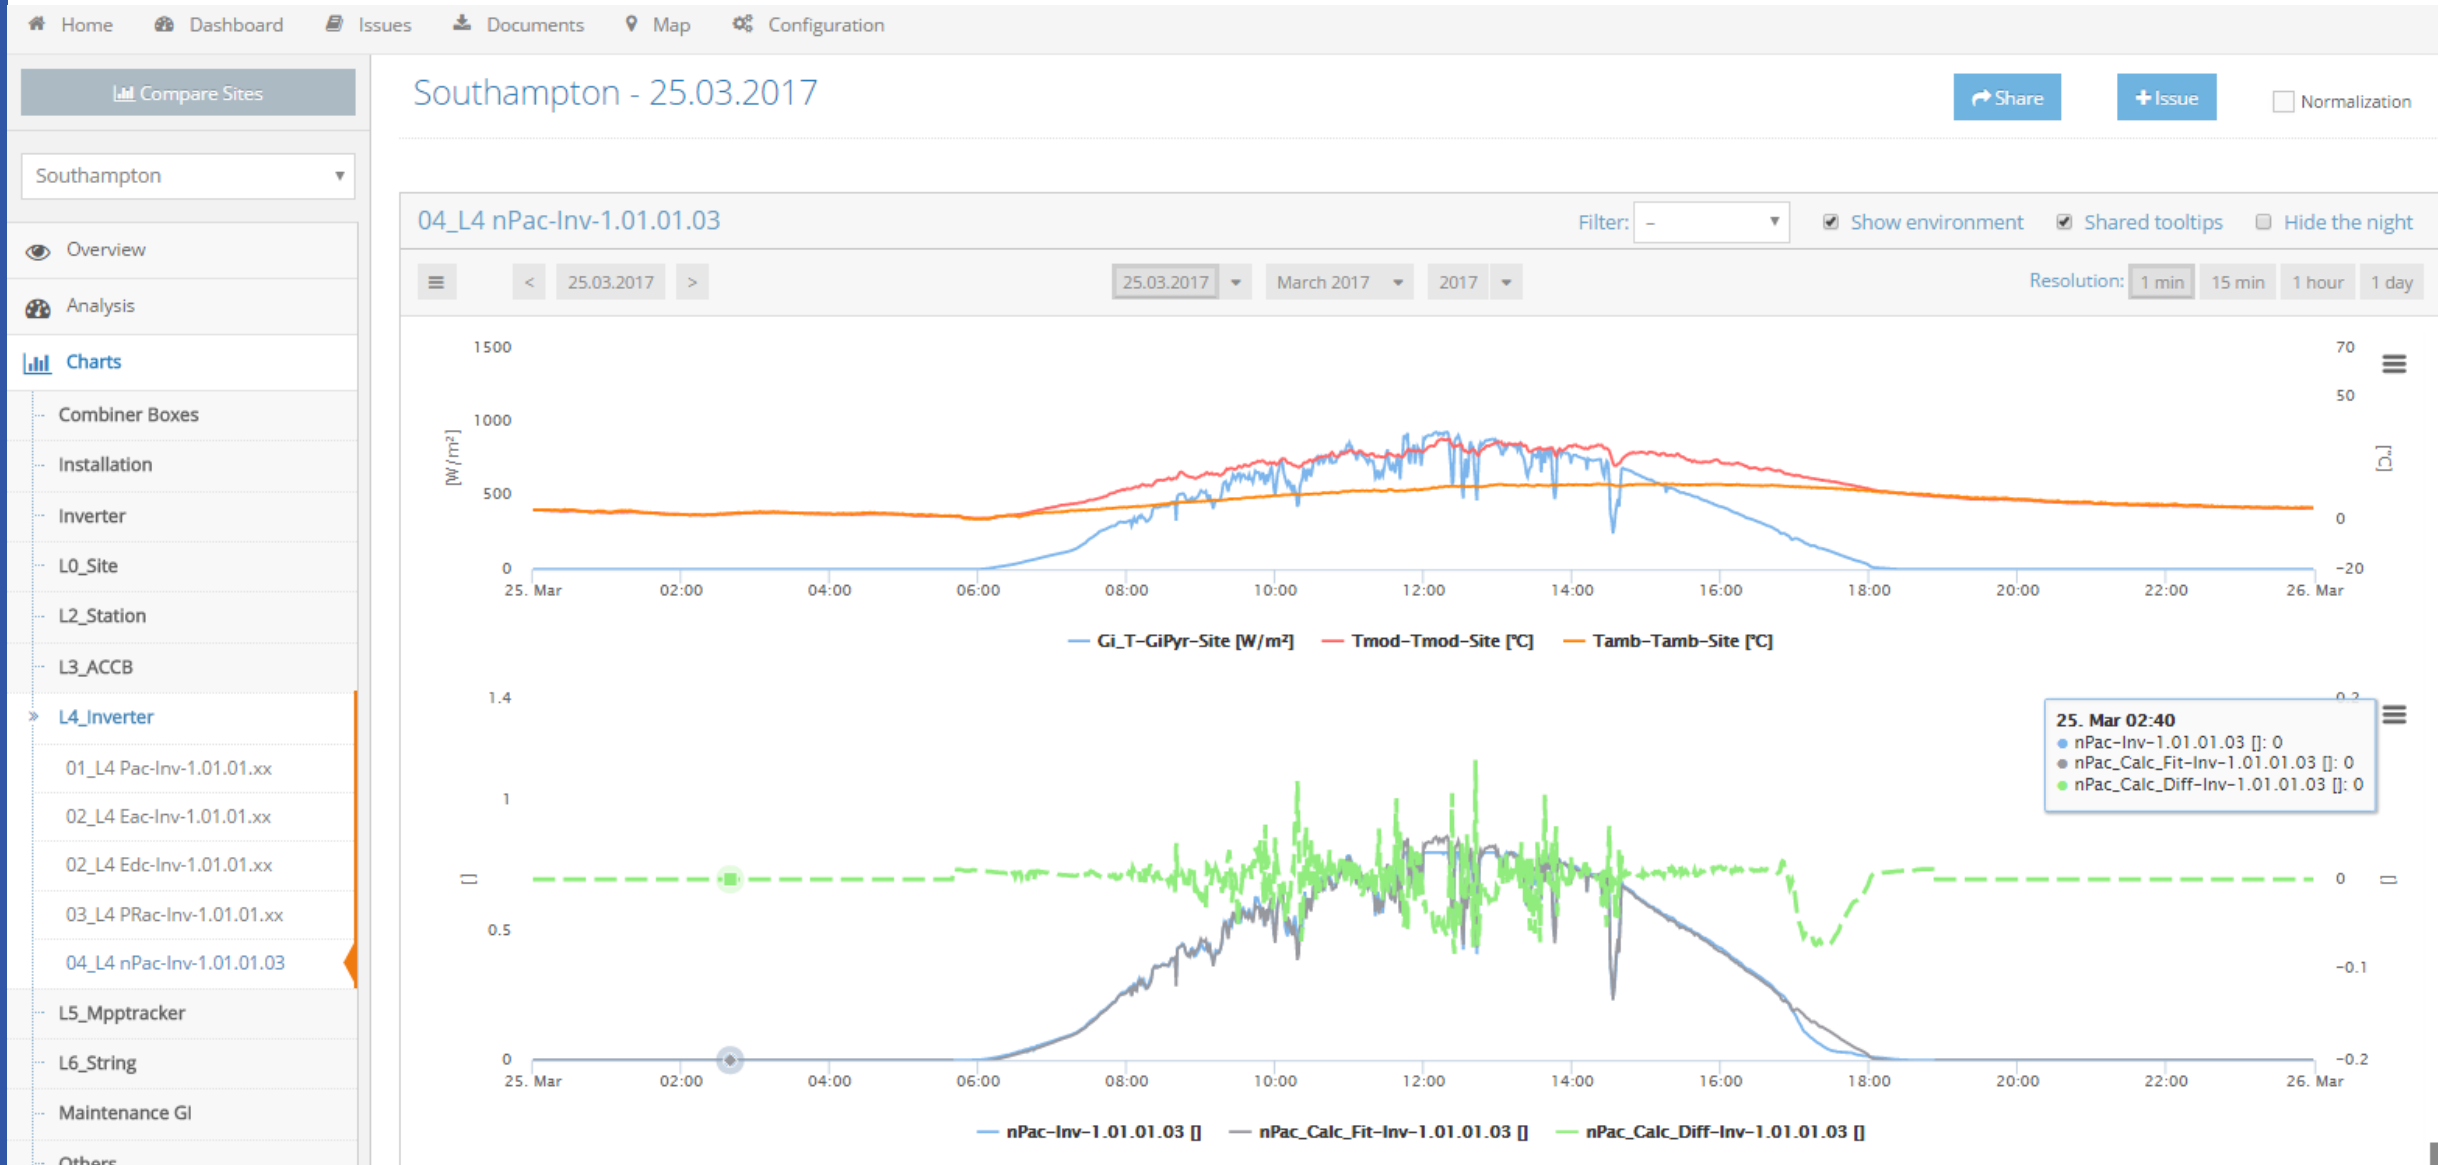 Home Dashboard Issues Documents Map Configuration
Compare Sites
Southampton - 25.03.2017
Share
Issue
Normalization
Southampton
Overview
Analysis
Charts
Combiner Boxes
Installation
Inverter
L0_Site
L2_Station
L3_ACCB
L4_Inverter
01_L4 Pac-Inv-1.01.01.xx
02_L4 Eac-Inv-1.01.01.xx
02_L4 Edc-Inv-1.01.01.xx
03_L4 PRac-Inv-1.01.01.xx
04_L4 nPac-Inv-1.01.01.03
L5_Mpptracker
L6_String
Maintenance GI
Others
04_L4 nPac-Inv-1.01.01.03
Filter: – Show environment Shared tooltips Hide the night
< 25.03.2017 > 25.03.2017 March 2017 2017 Resolution: 1 min 15 min 1 hour 1 day
1500
1000
500
0
[W/m²]
70
50
0
-20
[°C]
25. Mar 02:00 04:00 06:00 08:00 10:00 12:00 14:00 16:00 18:00 20:00 22:00 26. Mar
Gi_T-GiPyr-Site [W/m²] Tmod-Tmod-Site [°C] Tamb-Tamb-Site [°C]
1.4
1
0.5
0
[]
0.2
0
-0.1
-0.2
[]
25. Mar 02:40
nPac-Inv-1.01.01.03 []: 0
nPac_Calc_Fit-Inv-1.01.01.03 []: 0
nPac_Calc_Diff-Inv-1.01.01.03 []: 0
25. Mar 02:00 04:00 06:00 08:00 10:00 12:00 14:00 16:00 18:00 20:00 22:00 26. Mar
nPac-Inv-1.01.01.03 [] nPac_Calc_Fit-Inv-1.01.01.03 [] nPac_Calc_Diff-Inv-1.01.01.03 []